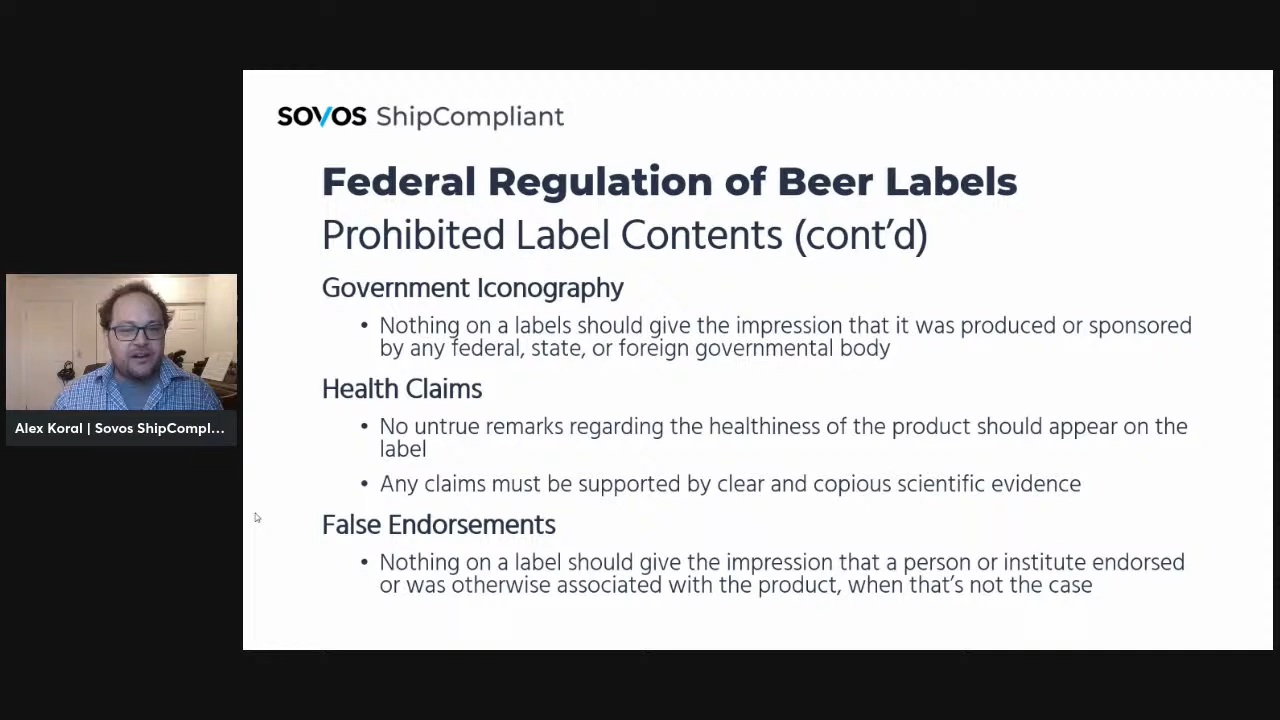 SOVOS ShipCompliant
Federal Regulation of Beer Labels
Prohibited Label Contents (cont’d)
Government Iconography
• Nothing on a labels should give the impression that it was produced or sponsored
by any federal, state, or foreign governmental body
Health Claims
• No untrue remarks regarding the healthiness of the product should appear on the
label
• Any claims must be supported by clear and copious scientific evidence
False Endorsements
• Nothing on a label should give the impression that a person or institute endorsed
or was otherwise associated with the product, when that’s not the case
Alex Koral | Sovos ShipCompl...